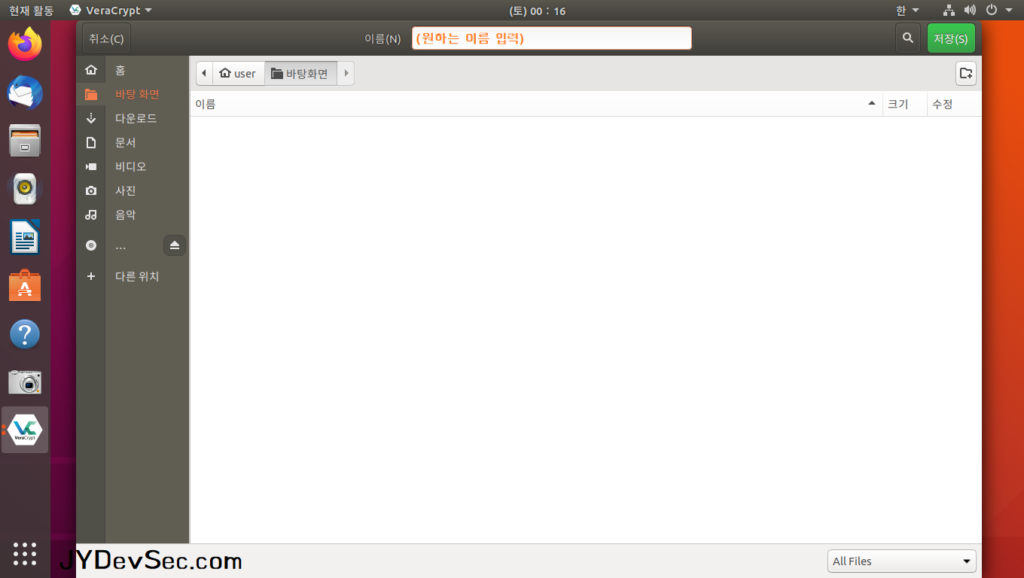 현재 활동 VeraCrypt (토) 00 : 16 한
취소(C) 이름(N) (원하는 이름 입력) 저장(S)
홈
바탕 화면
다운로드
문서
비디오
사진
음악
...
다른 위치
user 바탕화면
이름 크기 수정
VeraCrypt
JYDevSec.com
All Files